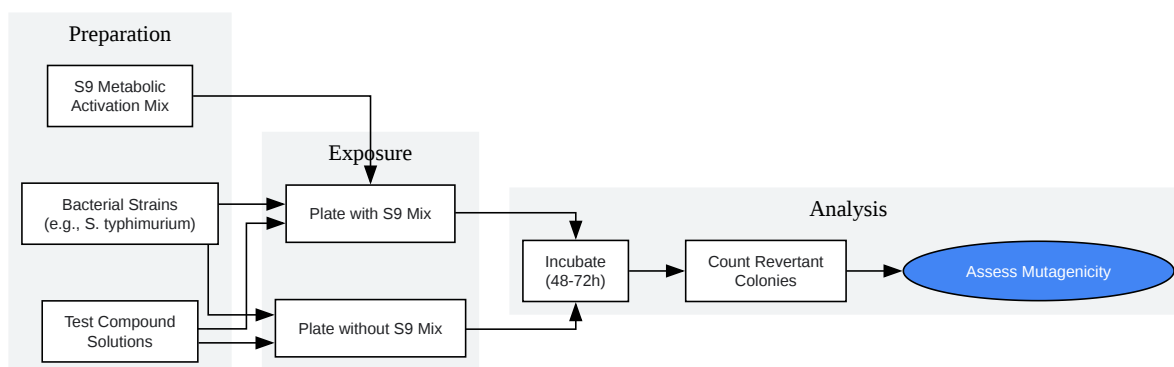 Preparation
S9 Metabolic
Activation Mix
Bacterial Strains
(e.g., S. typhimurium)
Test Compound
Solutions
Exposure
Plate with S9 Mix
Plate without S9 Mix
Analysis
Incubate
(48-72h)
Count Revertant
Colonies
Assess Mutagenicity